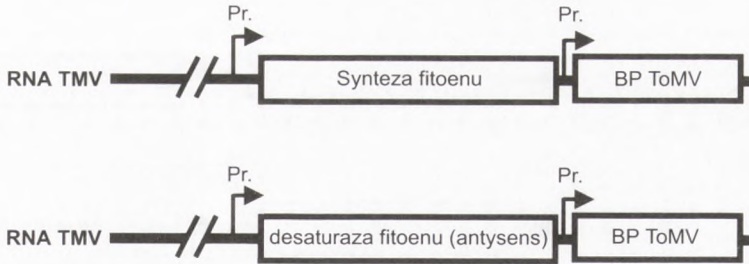 Pr. Pr.
RNA TMV Synteza fitoenu BP ToMV
Pr. Pr.
RNA TMV desaturaza fitoenu (antysens) BP ToMV